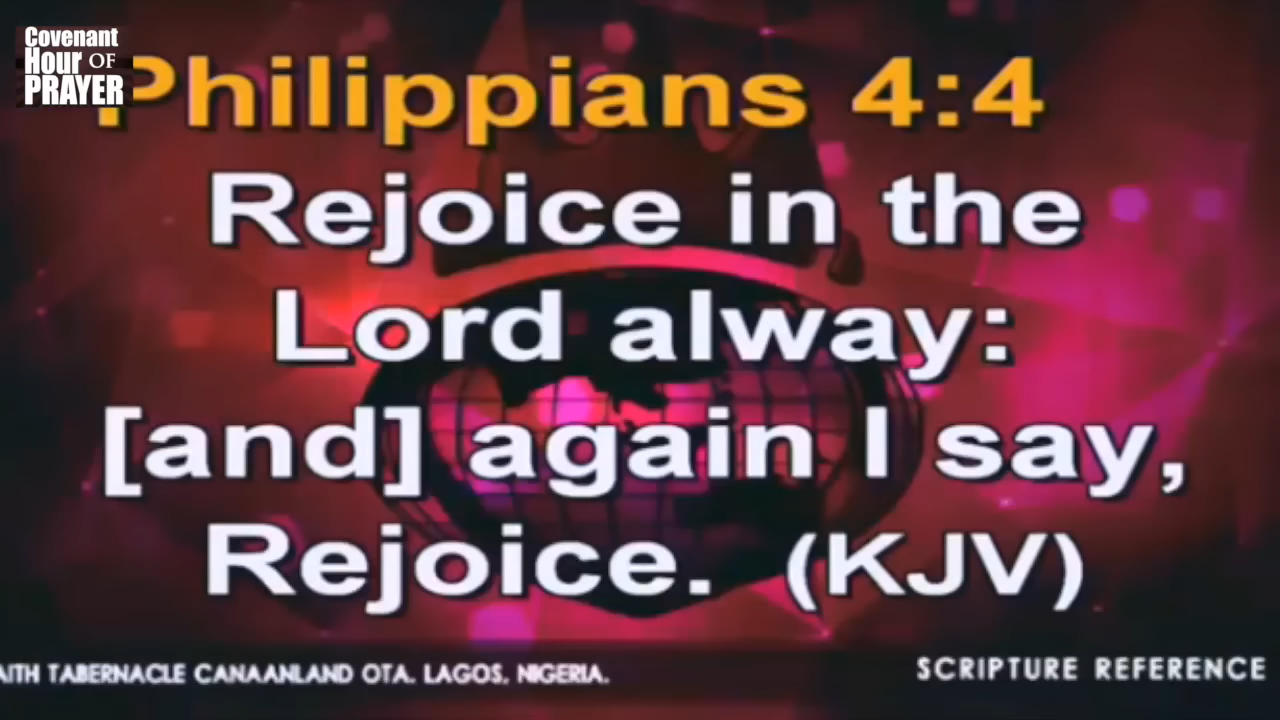 Covenant
Hour OF
PRAYER
Philippians 4:4
Rejoice in the
Lord alway:
[and] again I say,
Rejoice. (KJV)
AITH TABERNACLE CANAANLAND OTA. LAGOS, NIGERIA.
SCRIPTURE REFERENCE